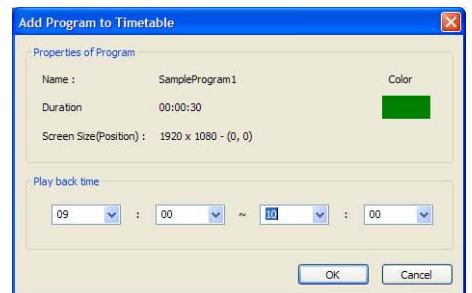 Add Program to Timetable
Properties of Program
Name : SampleProgram1 Color
Duration 00:00:30
Screen Size(Position) : 1920 x 1080 - (0, 0)
Play back time
09 : 00 ~ 10 : 00
OK Cancel